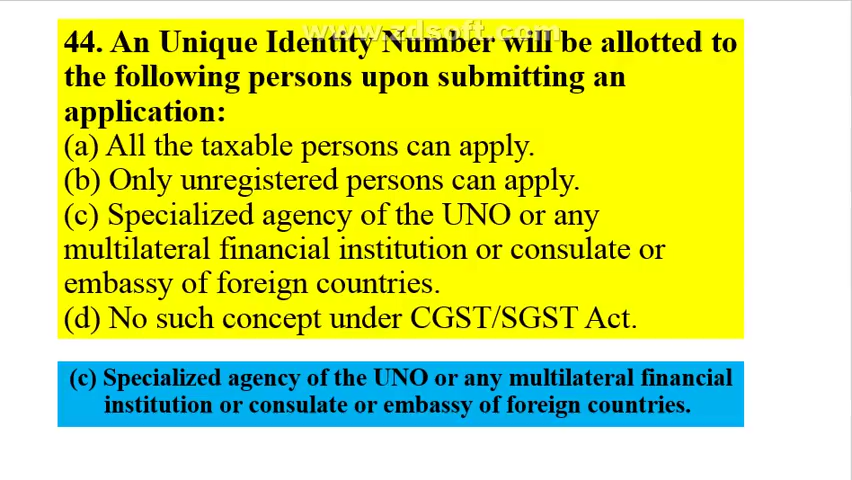 www.zdsoft.com
44. An Unique Identity Number will be allotted to
the following persons upon submitting an
application:
(a) All the taxable persons can apply.
(b) Only unregistered persons can apply.
(c) Specialized agency of the UNO or any
multilateral financial institution or consulate or
embassy of foreign countries.
(d) No such concept under CGST/SGST Act.
(c) Specialized agency of the UNO or any multilateral financial
institution or consulate or embassy of foreign countries.